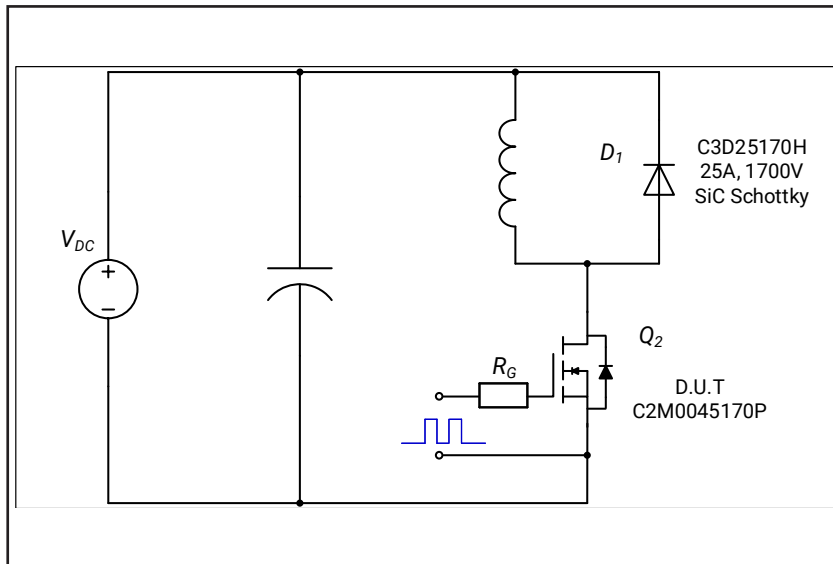 D1
C3D25170H
25A, 1700V
SiC Schottky
VDC
+
−
Q2
RG
D.U.T
C2M0045170P